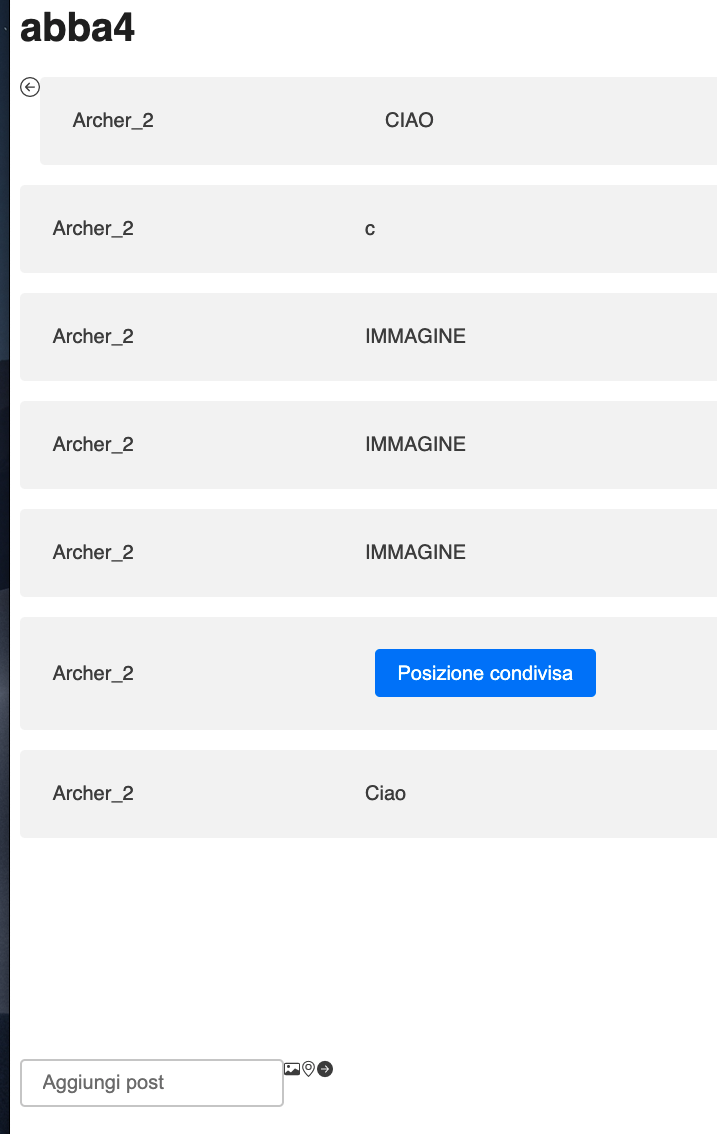 abba4
Archer_2 CIAO
Archer_2 c
Archer_2 IMMAGINE
Archer_2 IMMAGINE
Archer_2 IMMAGINE
Archer_2 Posizione condivisa
Archer_2 Ciao
Aggiungi post